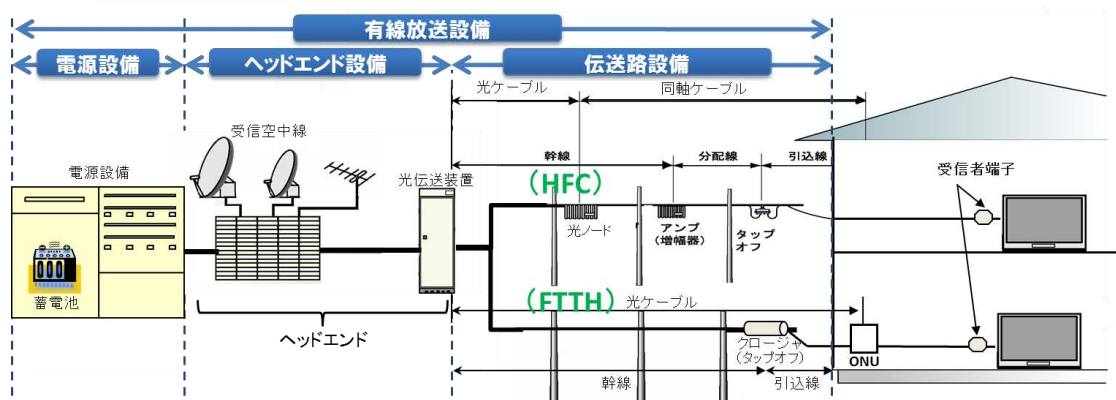 有線放送設備
電源設備
ヘッドエンド設備
伝送路設備
光ケーブル
同軸ケーブル
受信空中線
幹線
分配線
引込線
電源設備
光伝送装置
(HFC)
受信者端子
光ノード
アンプ
(増幅器)
タップ
オフ
蓄電池
(FTTH)
光ケーブル
ヘッドエンド
クロージャ
(タップオフ)
ONU
幹線
引込線